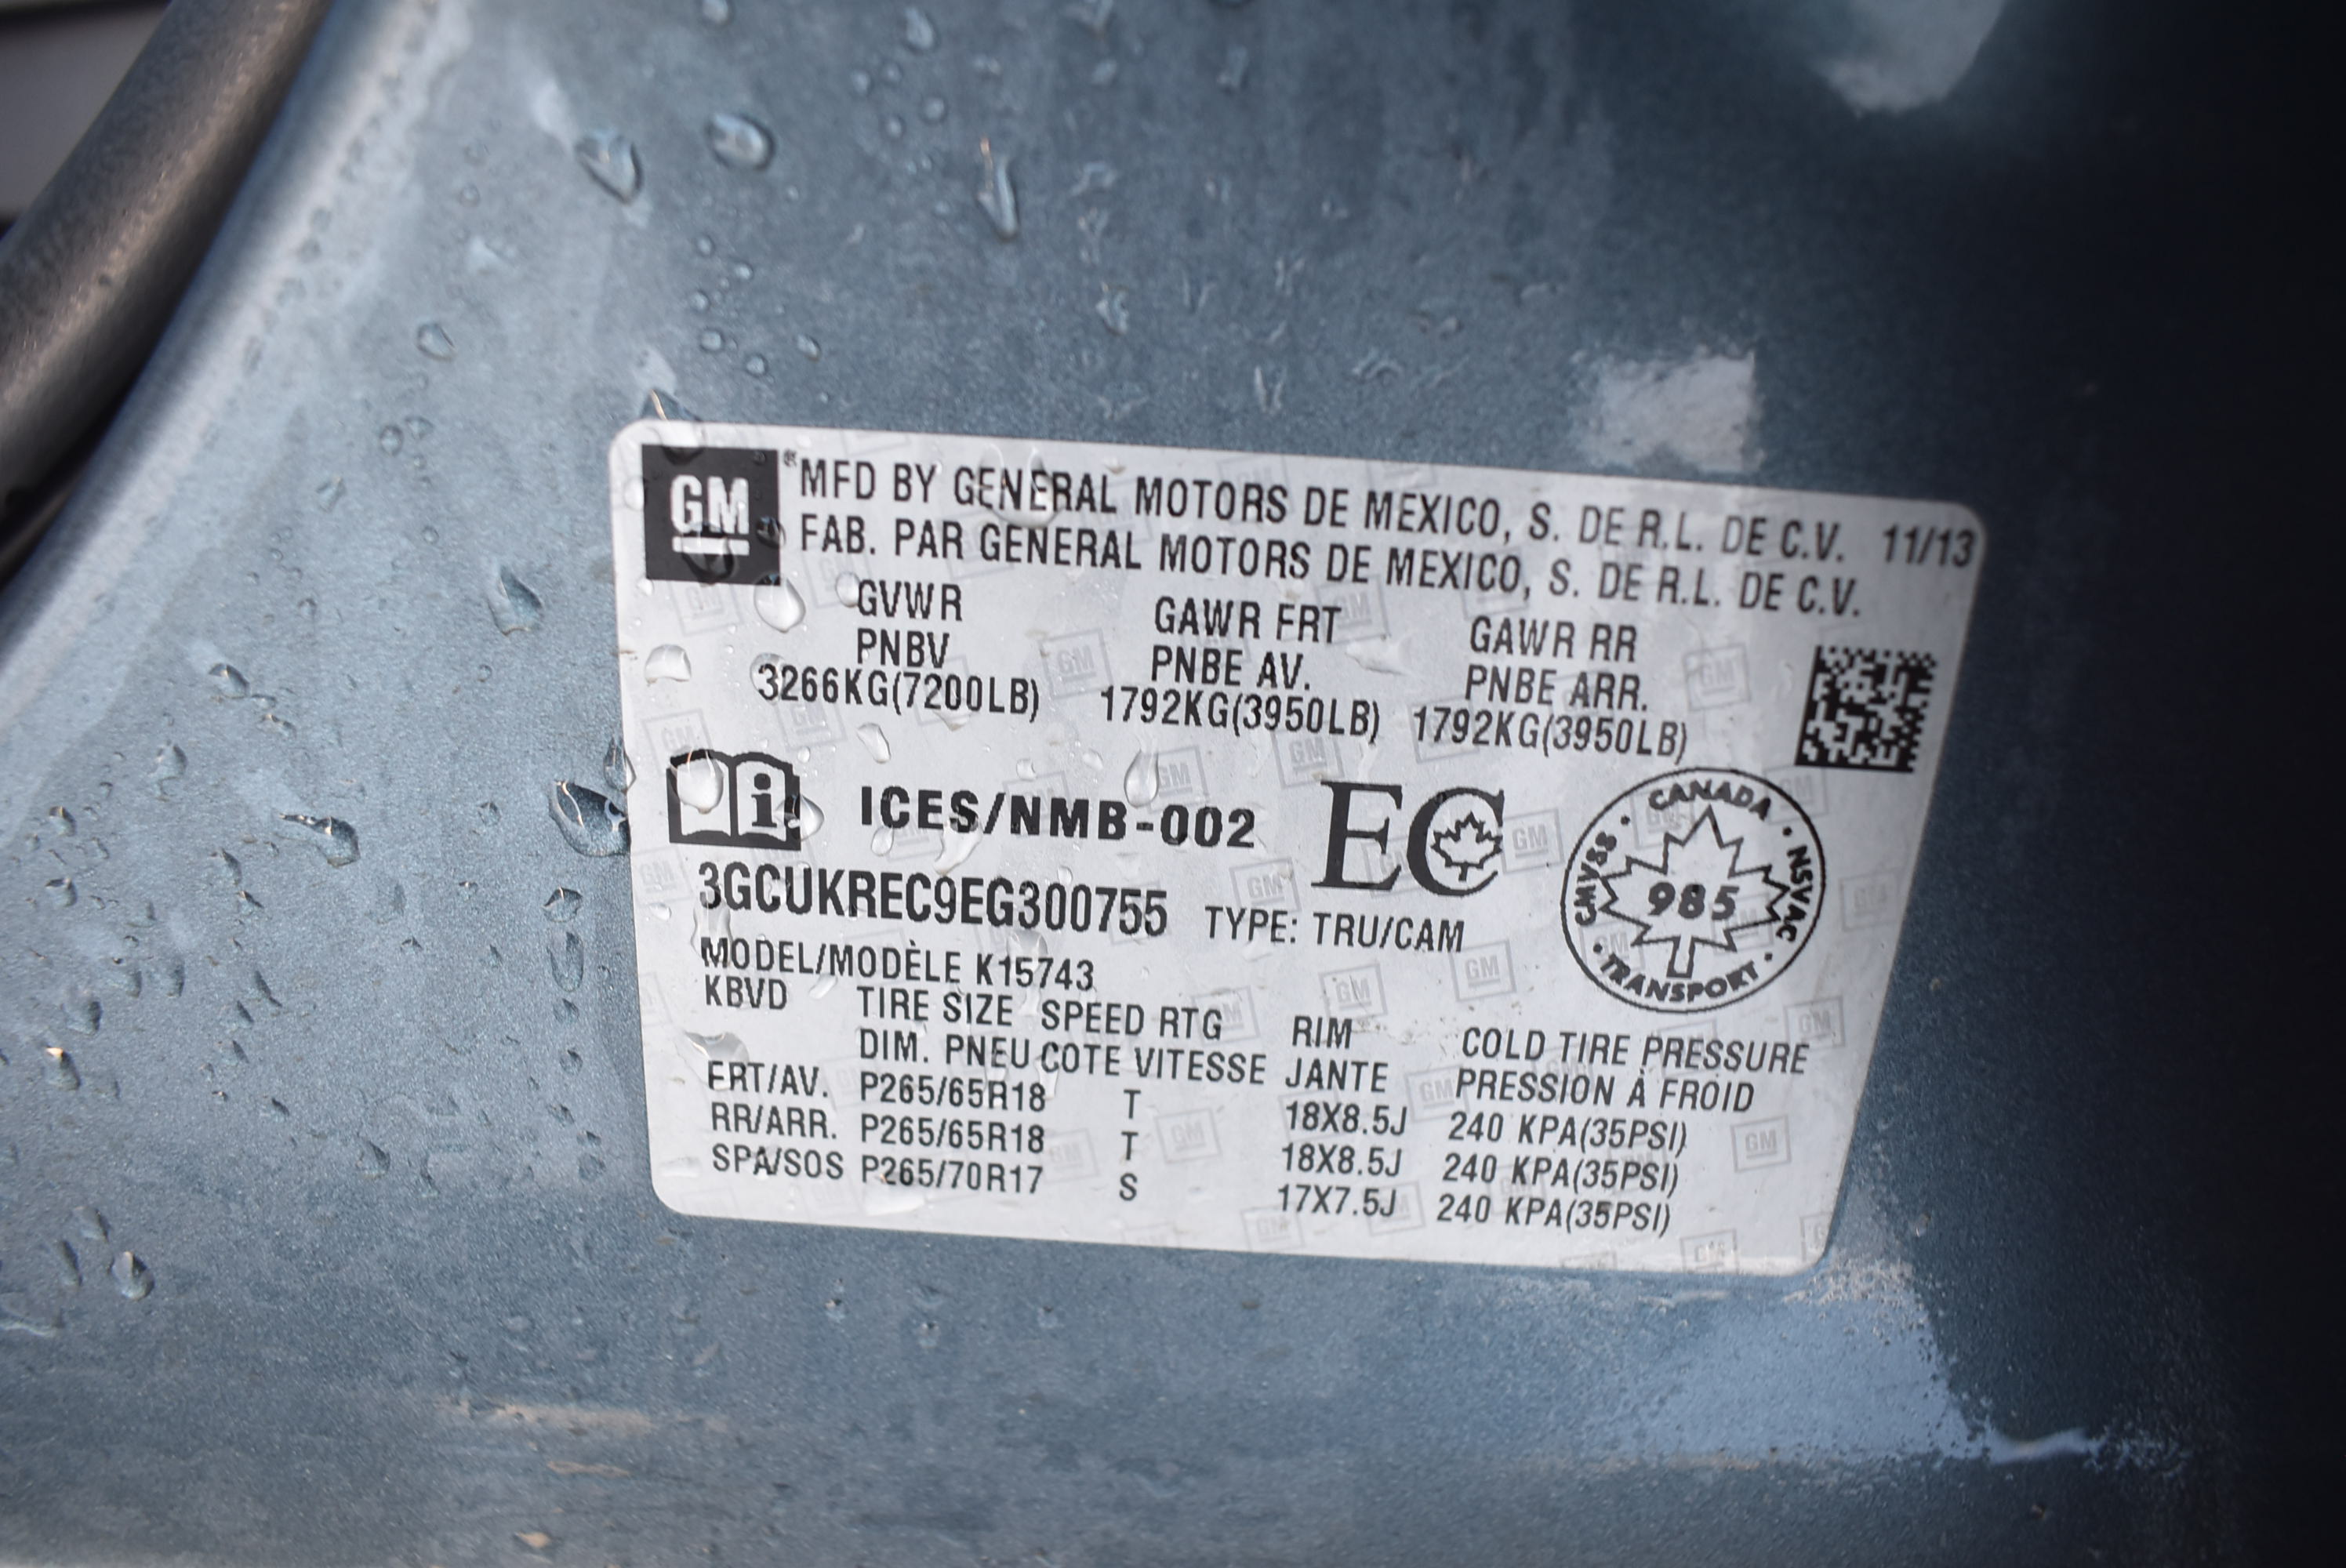 GM ® MFD BY GENERAL MOTORS DE MEXICO, S. DE R.L. DE C.V. 11/13
FAB. PAR GENERAL MOTORS DE MEXICO, S. DE R.L. DE C.V.
GVWR GAWR FRT GAWR RR
PNBV PNBE AV. PNBE ARR.
3266KG(7200LB) 1792KG(3950LB) 1792KG(3950LB)
i ICES/NMB-002 EC
CANADA · NSVAC · TRANSPORT · CMVSS ·
985
3GCUKREC9EG300755 TYPE: TRU/CAM
MODEL/MODÈLE K15743
KBVD TIRE SIZE SPEED RTG RIM COLD TIRE PRESSURE
DIM. PNEU COTE VITESSE JANTE PRESSION À FROID
FRT/AV. P265/65R18 T 18X8.5J 240 KPA(35PSI)
RR/ARR. P265/65R18 T 18X8.5J 240 KPA(35PSI)
SPA/SOS P265/70R17 S 17X7.5J 240 KPA(35PSI)